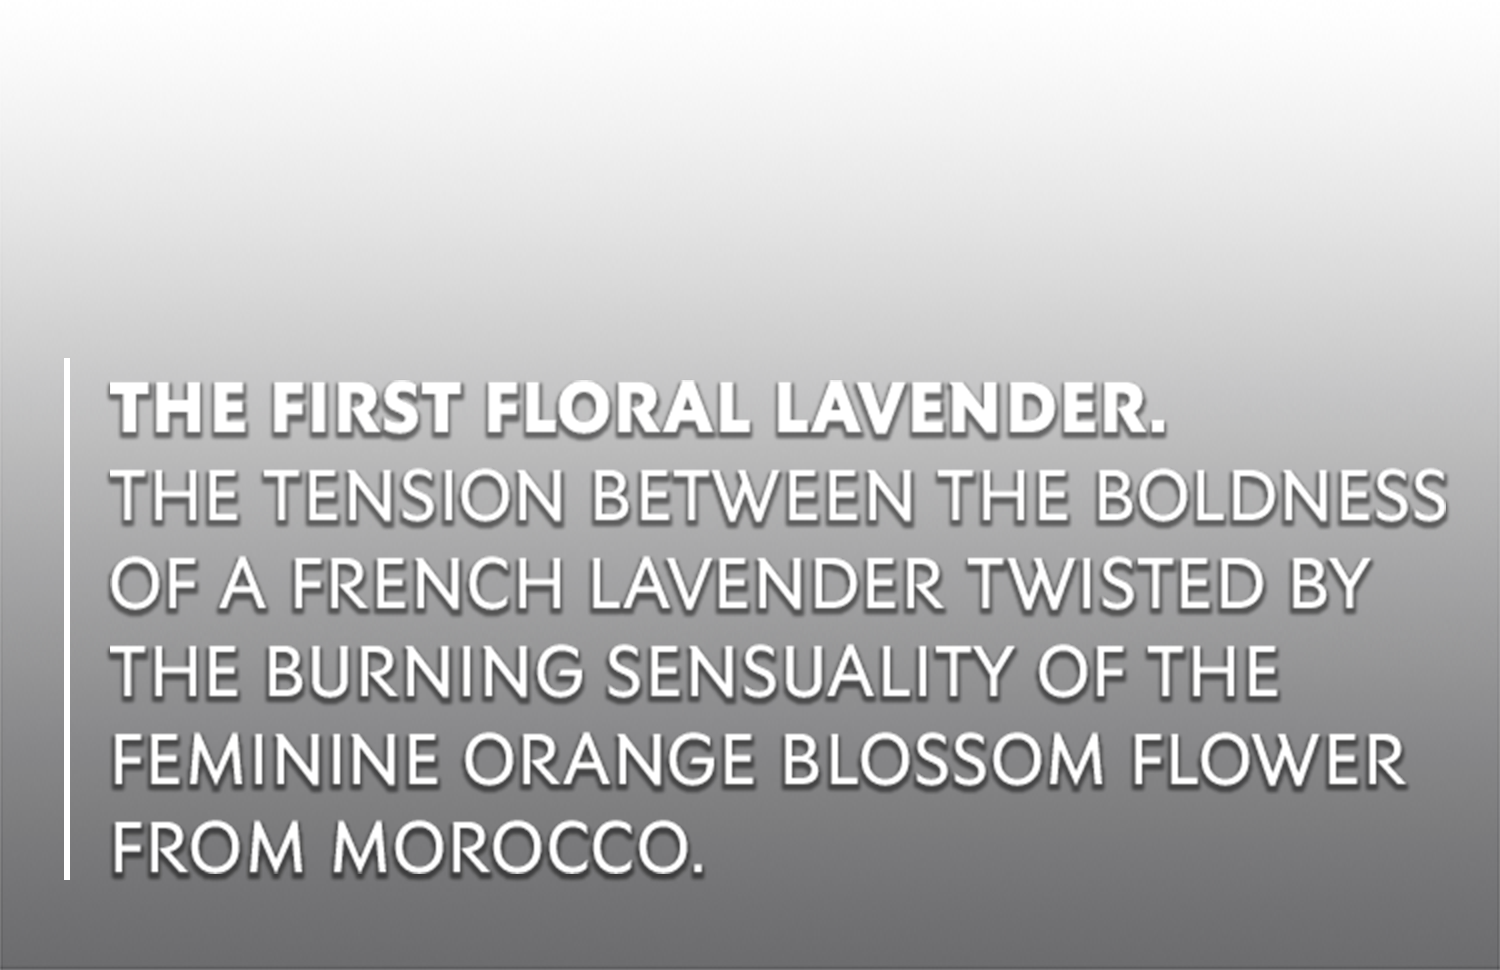 THE FIRST FLORAL LAVENDER.
THE TENSION BETWEEN THE BOLDNESS
OF A FRENCH LAVENDER TWISTED BY
THE BURNING SENSUALITY OF THE
FEMININE ORANGE BLOSSOM FLOWER
FROM MOROCCO.